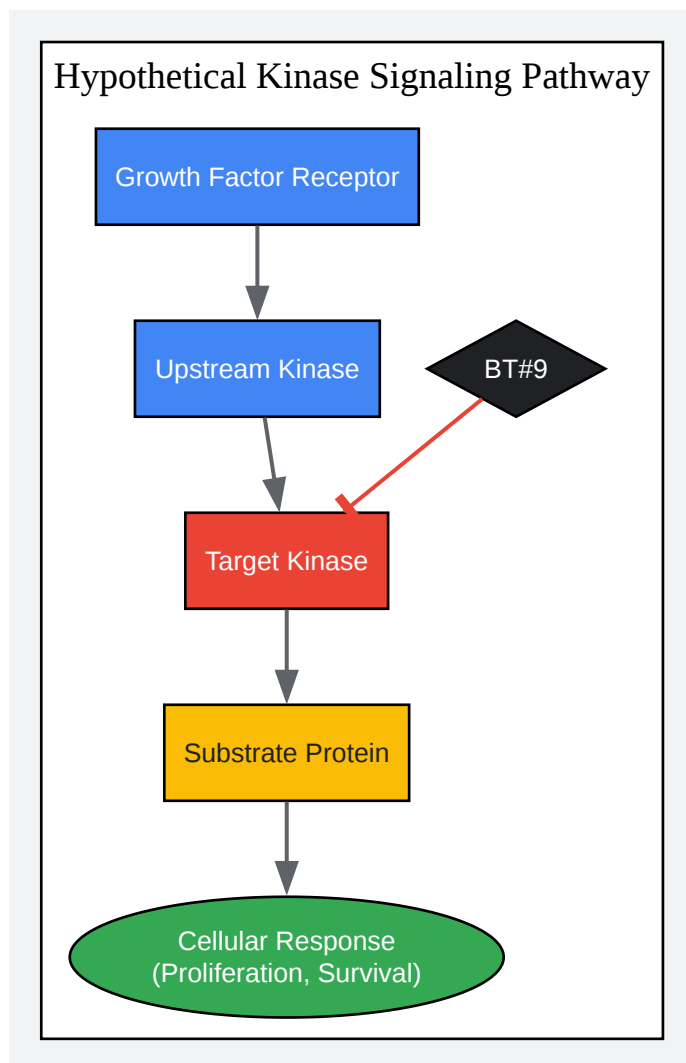 Hypothetical Kinase Signaling Pathway
Growth Factor Receptor
Upstream Kinase
BT#9
Target Kinase
Substrate Protein
Cellular Response
(Proliferation, Survival)